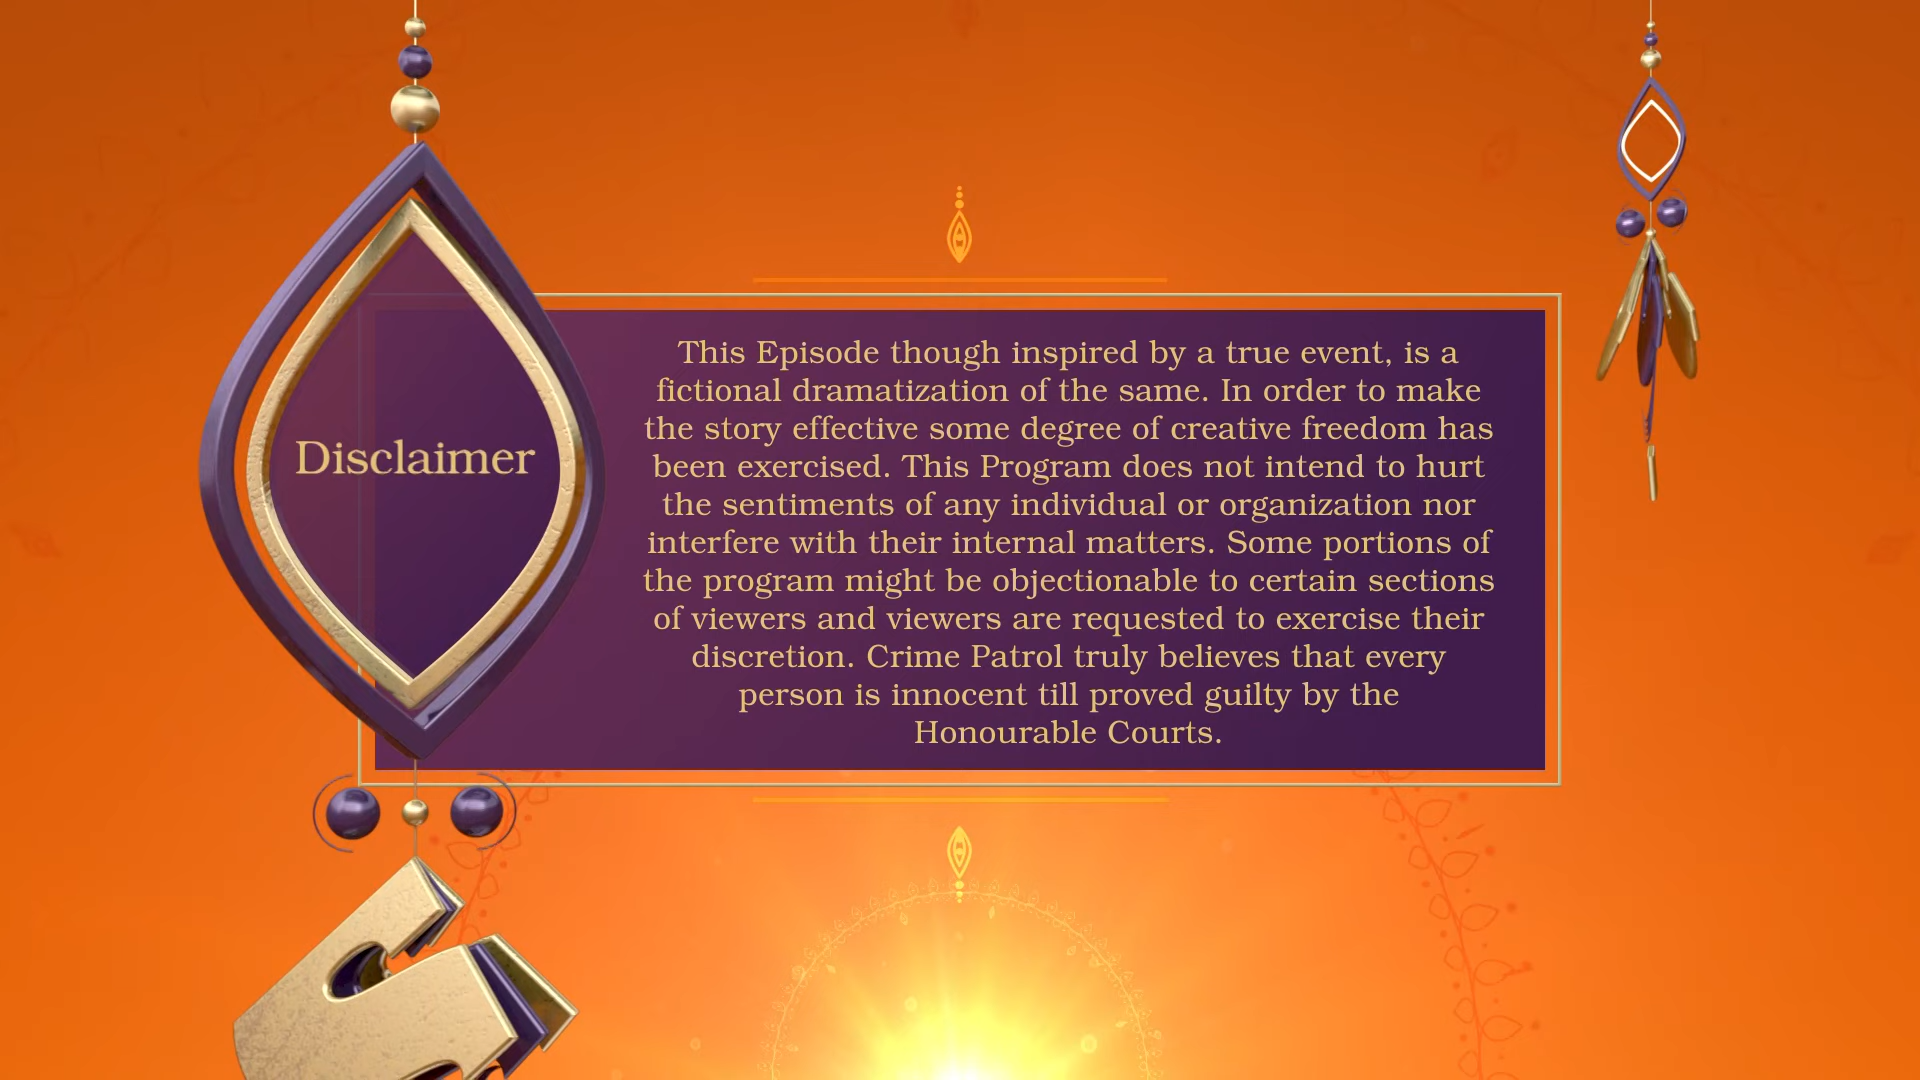 Disclaimer
This Episode though inspired by a true event, is a
fictional dramatization of the same. In order to make
the story effective some degree of creative freedom has
been exercised. This Program does not intend to hurt
the sentiments of any individual or organization nor
interfere with their internal matters. Some portions of
the program might be objectionable to certain sections
of viewers and viewers are requested to exercise their
discretion. Crime Patrol truly believes that every
person is innocent till proved guilty by the
Honourable Courts.